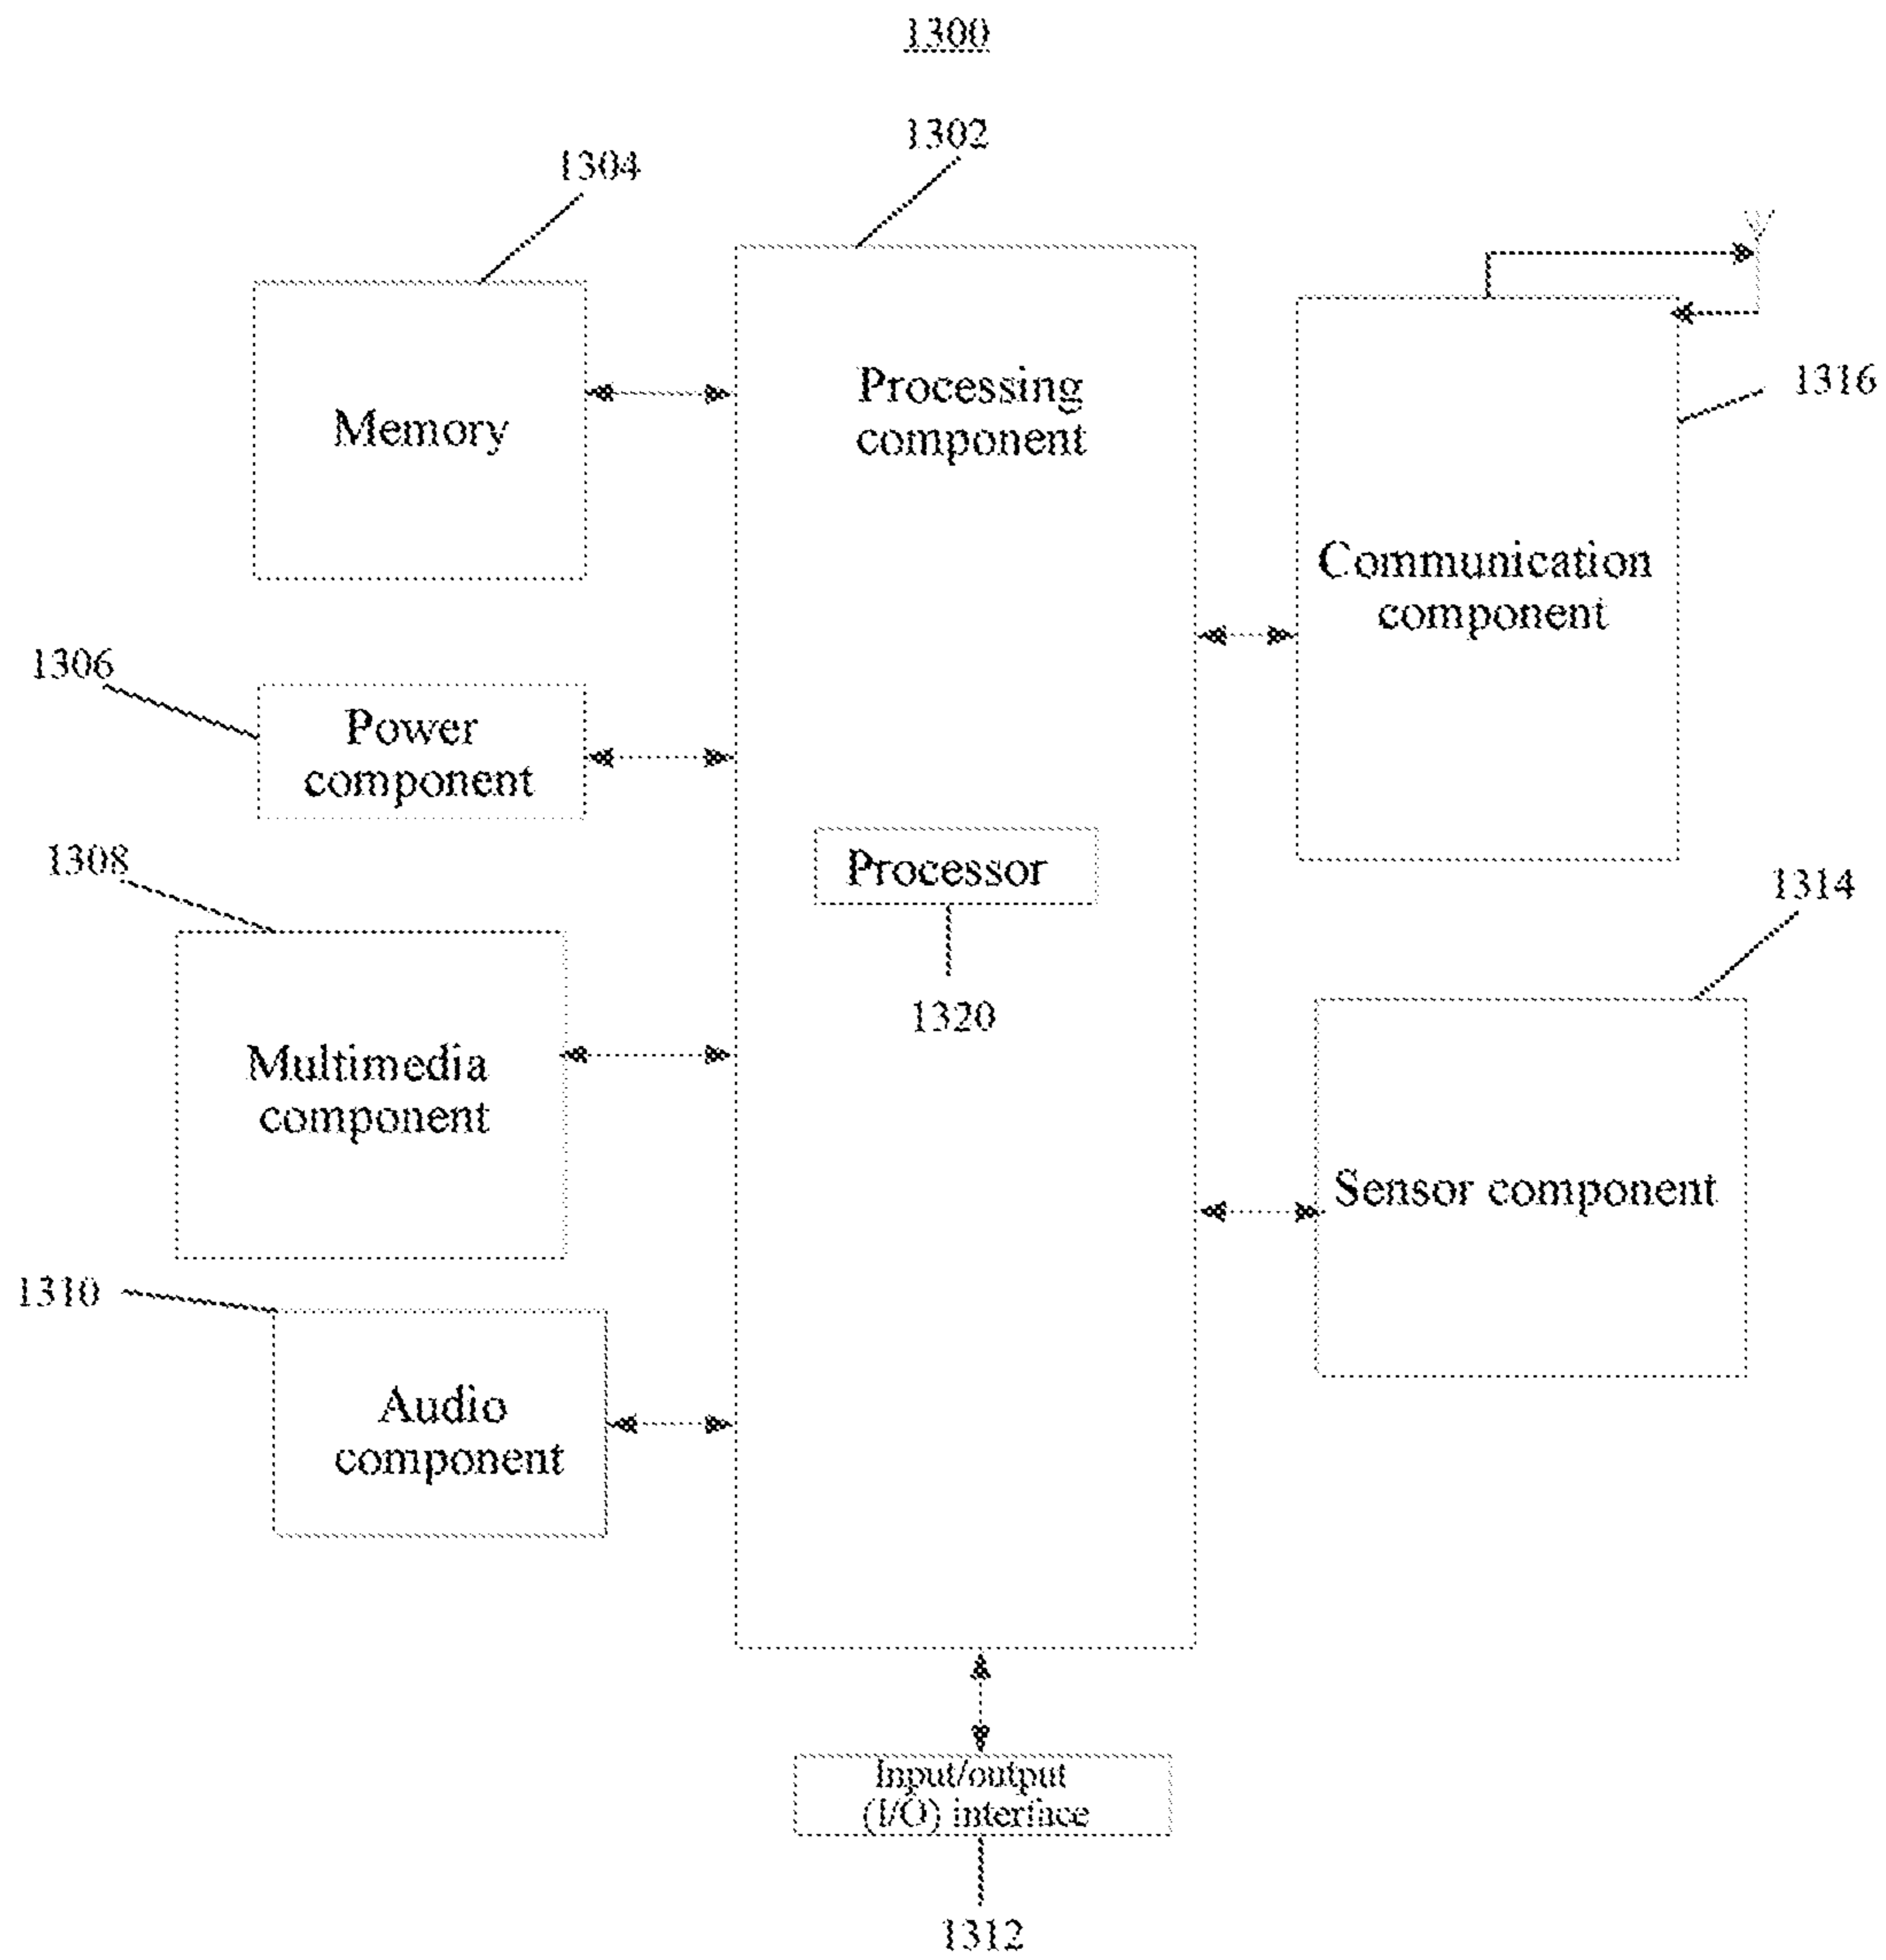 1300
1302
1304
Memory
Processing
component
1316
Communication
component
1306
Power
component
1308
Processor
1320
1314
Multimedia
component
Sensor component
1310
Audio
component
Input/output
(I/O) interface
1312